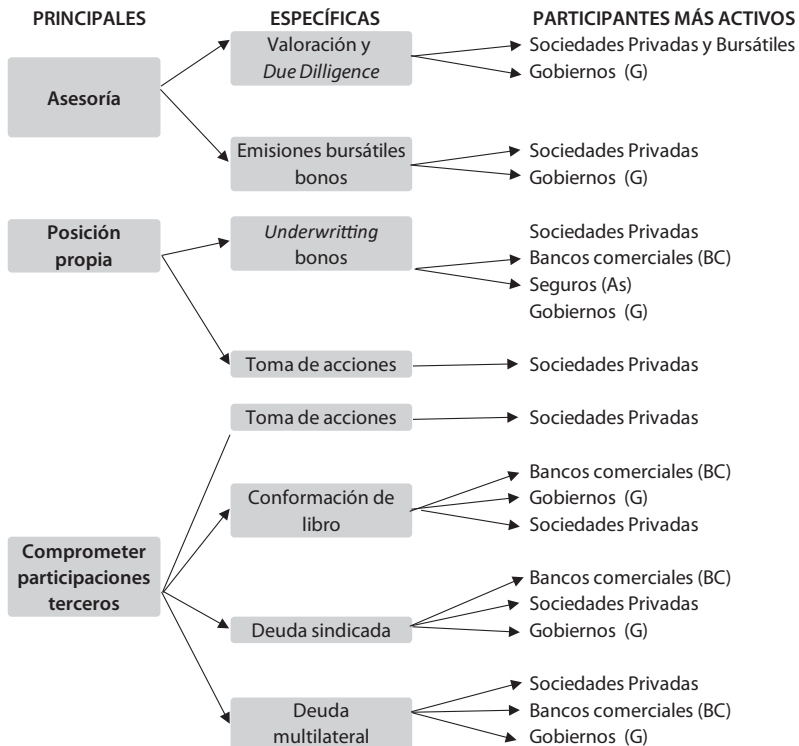 PRINCIPALES
ESPECÍFICAS
PARTICIPANTES MÁS ACTIVOS
Asesoría
Valoración y
Due Dilligence
Sociedades Privadas y Bursátiles
Gobiernos (G)
Emisiones bursátiles
bonos
Sociedades Privadas
Gobiernos (G)
Posición
propia
Underwritting
bonos
Sociedades Privadas
Bancos comerciales (BC)
Seguros (As)
Gobiernos (G)
Toma de acciones
Sociedades Privadas
Comprometer
participaciones
terceros
Toma de acciones
Sociedades Privadas
Conformación de
libro
Bancos comerciales (BC)
Gobiernos (G)
Sociedades Privadas
Deuda sindicada
Bancos comerciales (BC)
Sociedades Privadas
Gobiernos (G)
Deuda
multilateral
Sociedades Privadas
Bancos comerciales (BC)
Gobiernos (G)